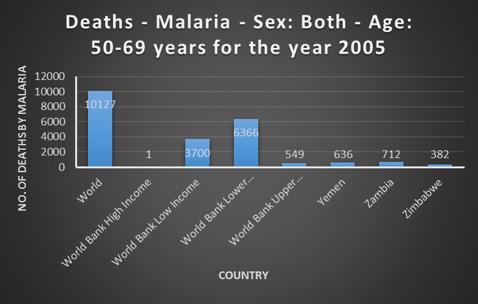 Deaths - Malaria - Sex: Both - Age:
50-69 years for the year 2005
NO. OF DEATHS BY MALARIA
12000
10000
8000
6000
4000
2000
0
10127
1
3700
6366
549
636
712
382
World
World Bank High Income
World Bank Low Income
World Bank Lower...
World Bank Upper...
Yemen
Zambia
Zimbabwe
COUNTRY